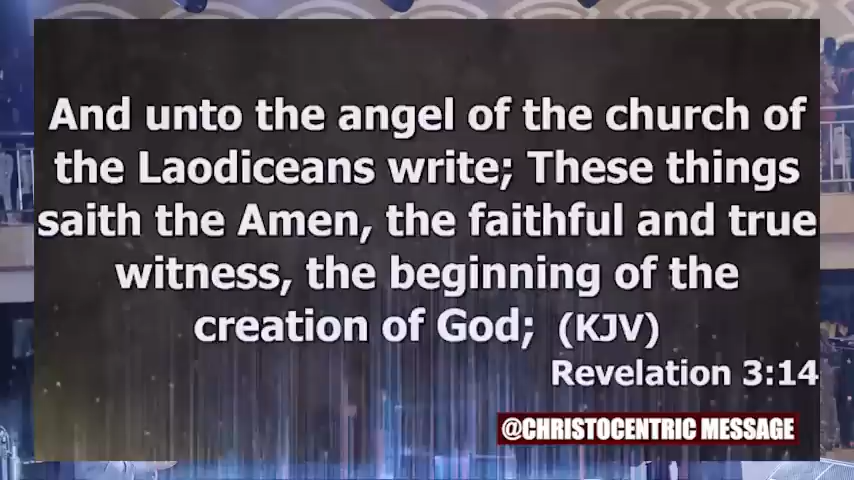 And unto the angel of the church of
the Laodiceans write; These things
saith the Amen, the faithful and true
witness, the beginning of the
creation of God; (KJV)
Revelation 3:14
@CHRISTOCENTRIC MESSAGE